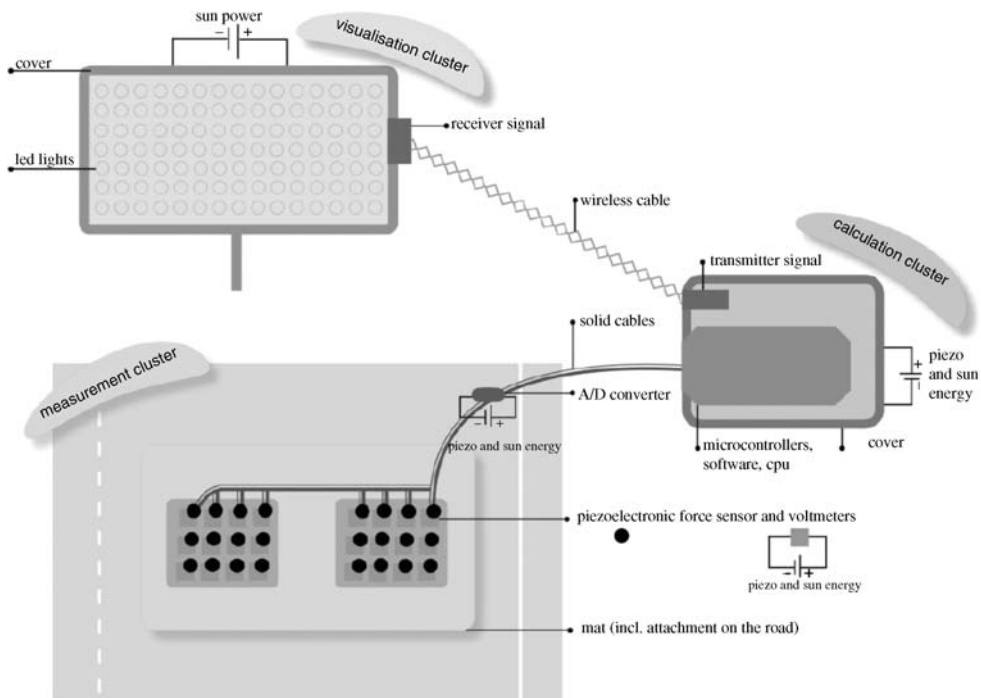 sun power
− +
visualisation cluster
cover
receiver signal
led lights
wireless cable
calculation cluster
transmitter signal
solid cables
measurement cluster
+
−
piezo
and sun
energy
A/D converter
− +
piezo and sun energy
microcontrollers,
software, cpu
cover
piezoelectronic force sensor and voltmeters
− +
piezo and sun energy
mat (incl. attachment on the road)